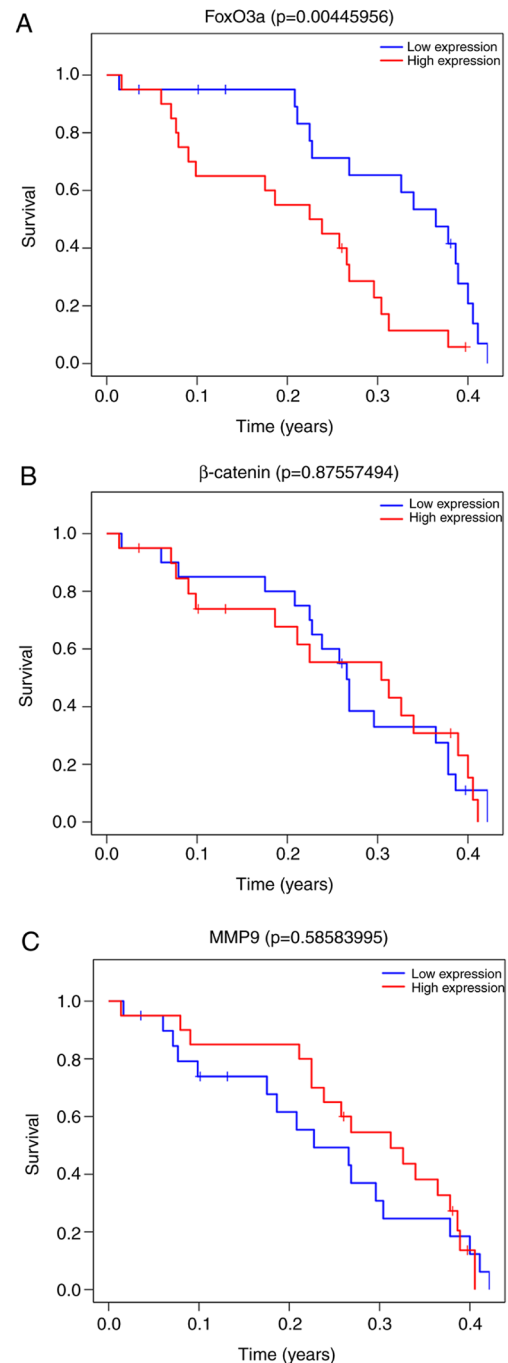 A
FoxO3a (p=0.00445956)
Low expression
High expression
1.0
0.8
0.6
0.4
0.2
0.0
Survival
0.0 0.1 0.2 0.3 0.4
Time (years)
B
β-catenin (p=0.87557494)
Low expression
High expression
1.0
0.8
0.6
0.4
0.2
0.0
Survival
0.0 0.1 0.2 0.3 0.4
Time (years)
C
MMP9 (p=0.58583995)
Low expression
High expression
1.0
0.8
0.6
0.4
0.2
0.0
Survival
0.0 0.1 0.2 0.3 0.4
Time (years)